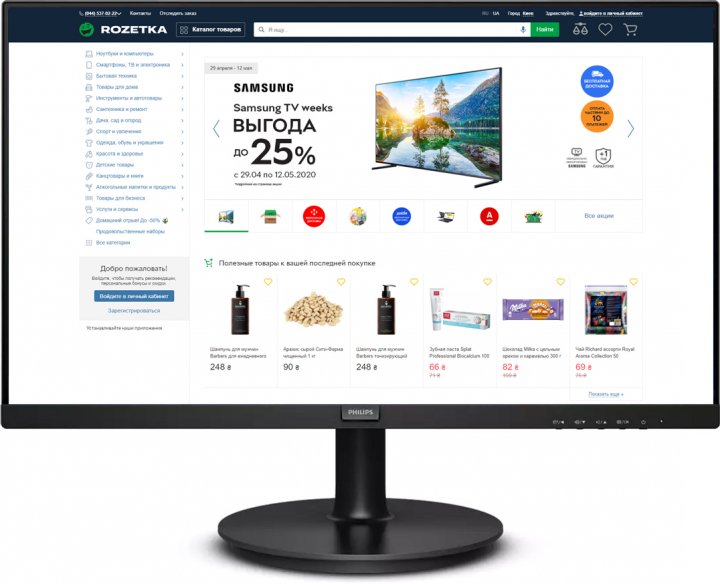 (044) 537 02 22
Контакты
Отследить заказ
RU UA
Город Киев
Здравствуйте, войдите в личный кабинет
ROZETKA
Каталог товаров
Я ищу...
Найти
Ноутбуки и компьютеры
Смартфоны, ТВ и электроника
Бытовая техника
Товары для дома
Инструменты и автотовары
Сантехника и ремонт
Дача, сад и огород
Спорт и увлечения
Одежда, обувь и украшения
Красота и здоровье
Детские товары
Канцтовары и книги
Алкогольные напитки и продукты
Товары для бизнеса
Услуги и сервисы
Домашний отрыв! До -50%
Продовольственные наборы
Все категории
Добро пожаловать!
Войдите, чтобы получать рекомендации,
персональные бонусы и скидки.
Войдите в личный кабинет
Зарегистрироваться
Устанавливайте наши приложения
29 апреля - 12 мая
SAMSUNG
Samsung TV weeks
ВЫГОДА
ДО 25%
с 29.04 по 12.05.2020
*подробнее на странице акции
БЕСПЛАТНАЯ
ДОСТАВКА
ОПЛАТА
ЧАСТЯМИ ДО
10
ПЛАТЕЖЕЙ
SAMSUNG
+1
ГАРАНТИЯ
Все акции
Полезные товары к вашей последней покупке
Шампунь для мужчин
Barbers для ежедневного
248 ₴
Арахис сырой Сито-Ферма
чищенный 1 кг
90 ₴
Шампунь для мужчин
Barbers тонизирующий
248 ₴
Зубная паста Splat
Professional Biocalcium 100
66 ₴
71 ₴
Шоколад Milka с цельным
орехом и карамелью 300 г
82 ₴
Чай Richard ассорти Royal
Aroma Collection 50
69 ₴
Показать еще
PHILIPS